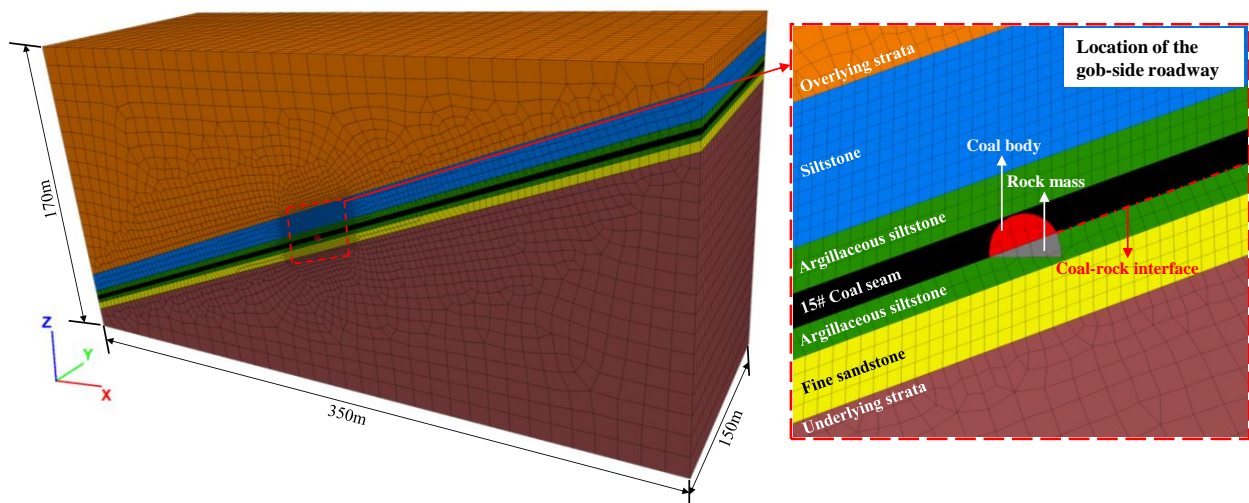 170m
350m
150m
Z
Y
X
Location of the
gob-side roadway
Overlying strata
Siltstone
Coal body
Rock mass
Argillaceous siltstone
15# Coal seam
Coal-rock interface
Argillaceous siltstone
Fine sandstone
Underlying strata